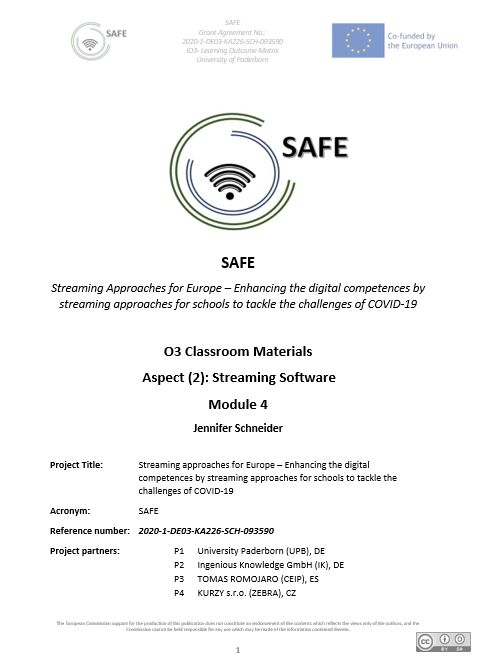 SAFE
SAFE
Grant Agreement No.:
2020-1-DE03-KA226-SCH-093590
IO3- Learning Outcome Matrix
University of Paderborn
Co-funded by
the European Union
SAFE
SAFE
Streaming Approaches for Europe – Enhancing the digital competences by
streaming approaches for schools to tackle the challenges of COVID-19
O3 Classroom Materials
Aspect (2): Streaming Software
Module 4
Jennifer Schneider
Project Title: Streaming approaches for Europe – Enhancing the digital
competences by streaming approaches for schools to tackle the
challenges of COVID-19
Acronym: SAFE
Reference number: 2020-1-DE03-KA226-SCH-093590
Project partners: P1 University Paderborn (UPB), DE
P2 Ingenious Knowledge GmbH (IK), DE
P3 TOMAS ROMOJARO (CEIP), ES
P4 KURZY s.r.o. (ZEBRA), CZ
The European Commission support for the production of this publication does not constitute an endorsement of the contents which reflects the views only of the authors, and the
Commission cannot be held responsible for any use which may be made of the information contained therein.
1
cc BY SA